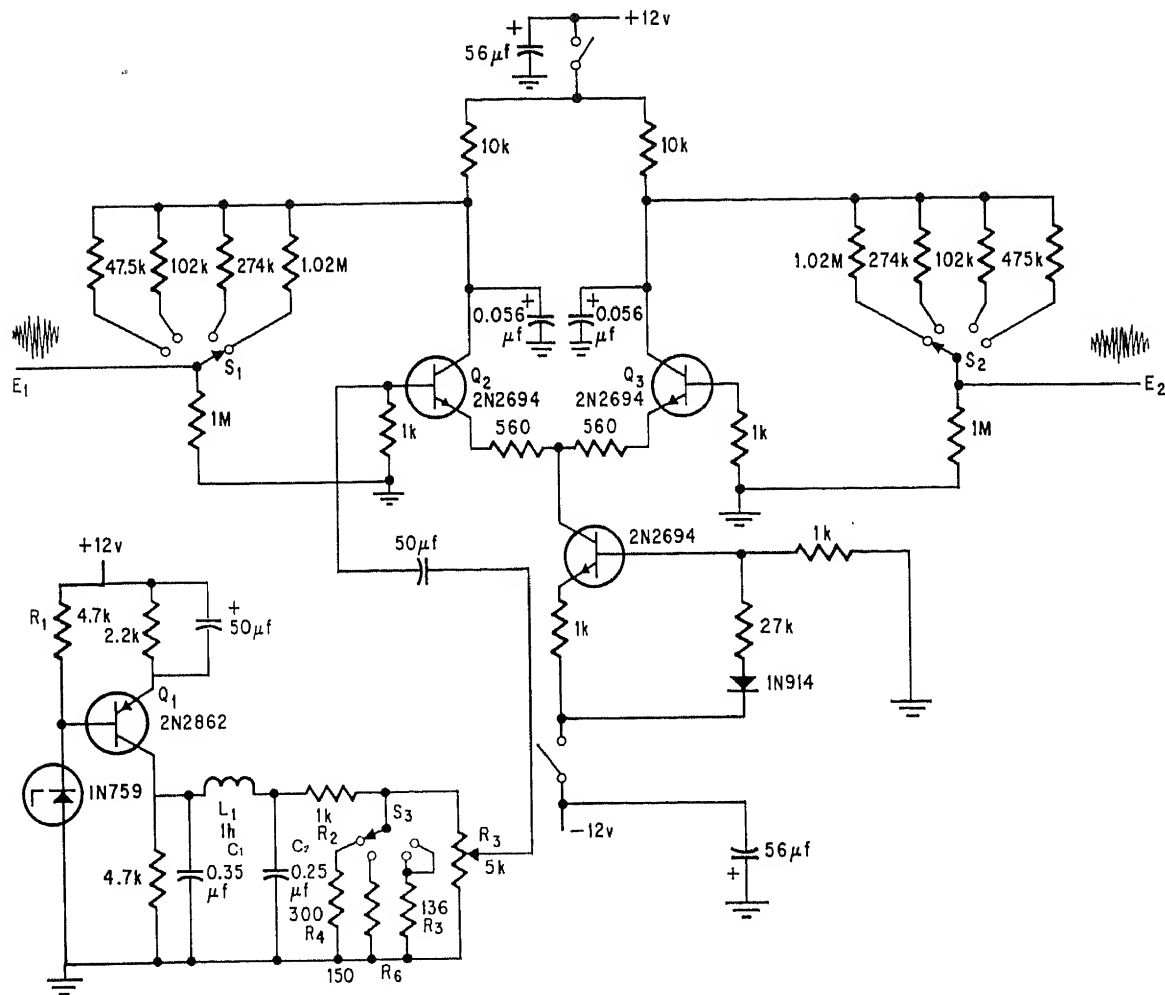 +12v
56μf
+
10k
10k
47.5k
102k
274k
1.02M
1.02M
274k
102k
475k
+
0.056
μf
+
0.056
μf
S1
S2
E1
E2
Q2
2N2694
Q3
2N2694
1M
1k
560
560
1k
1M
+12v
50μf
2N2694
1k
R1
4.7k
2.2k
+
50μf
1k
27k
1N914
Q1
2N2862
1N759
L1
1h
C1
0.35
μf
C2
0.25
μf
1k
R2
S3
R3
5k
4.7k
300
R4
136
R3
150
R6
-12v
56μf
+